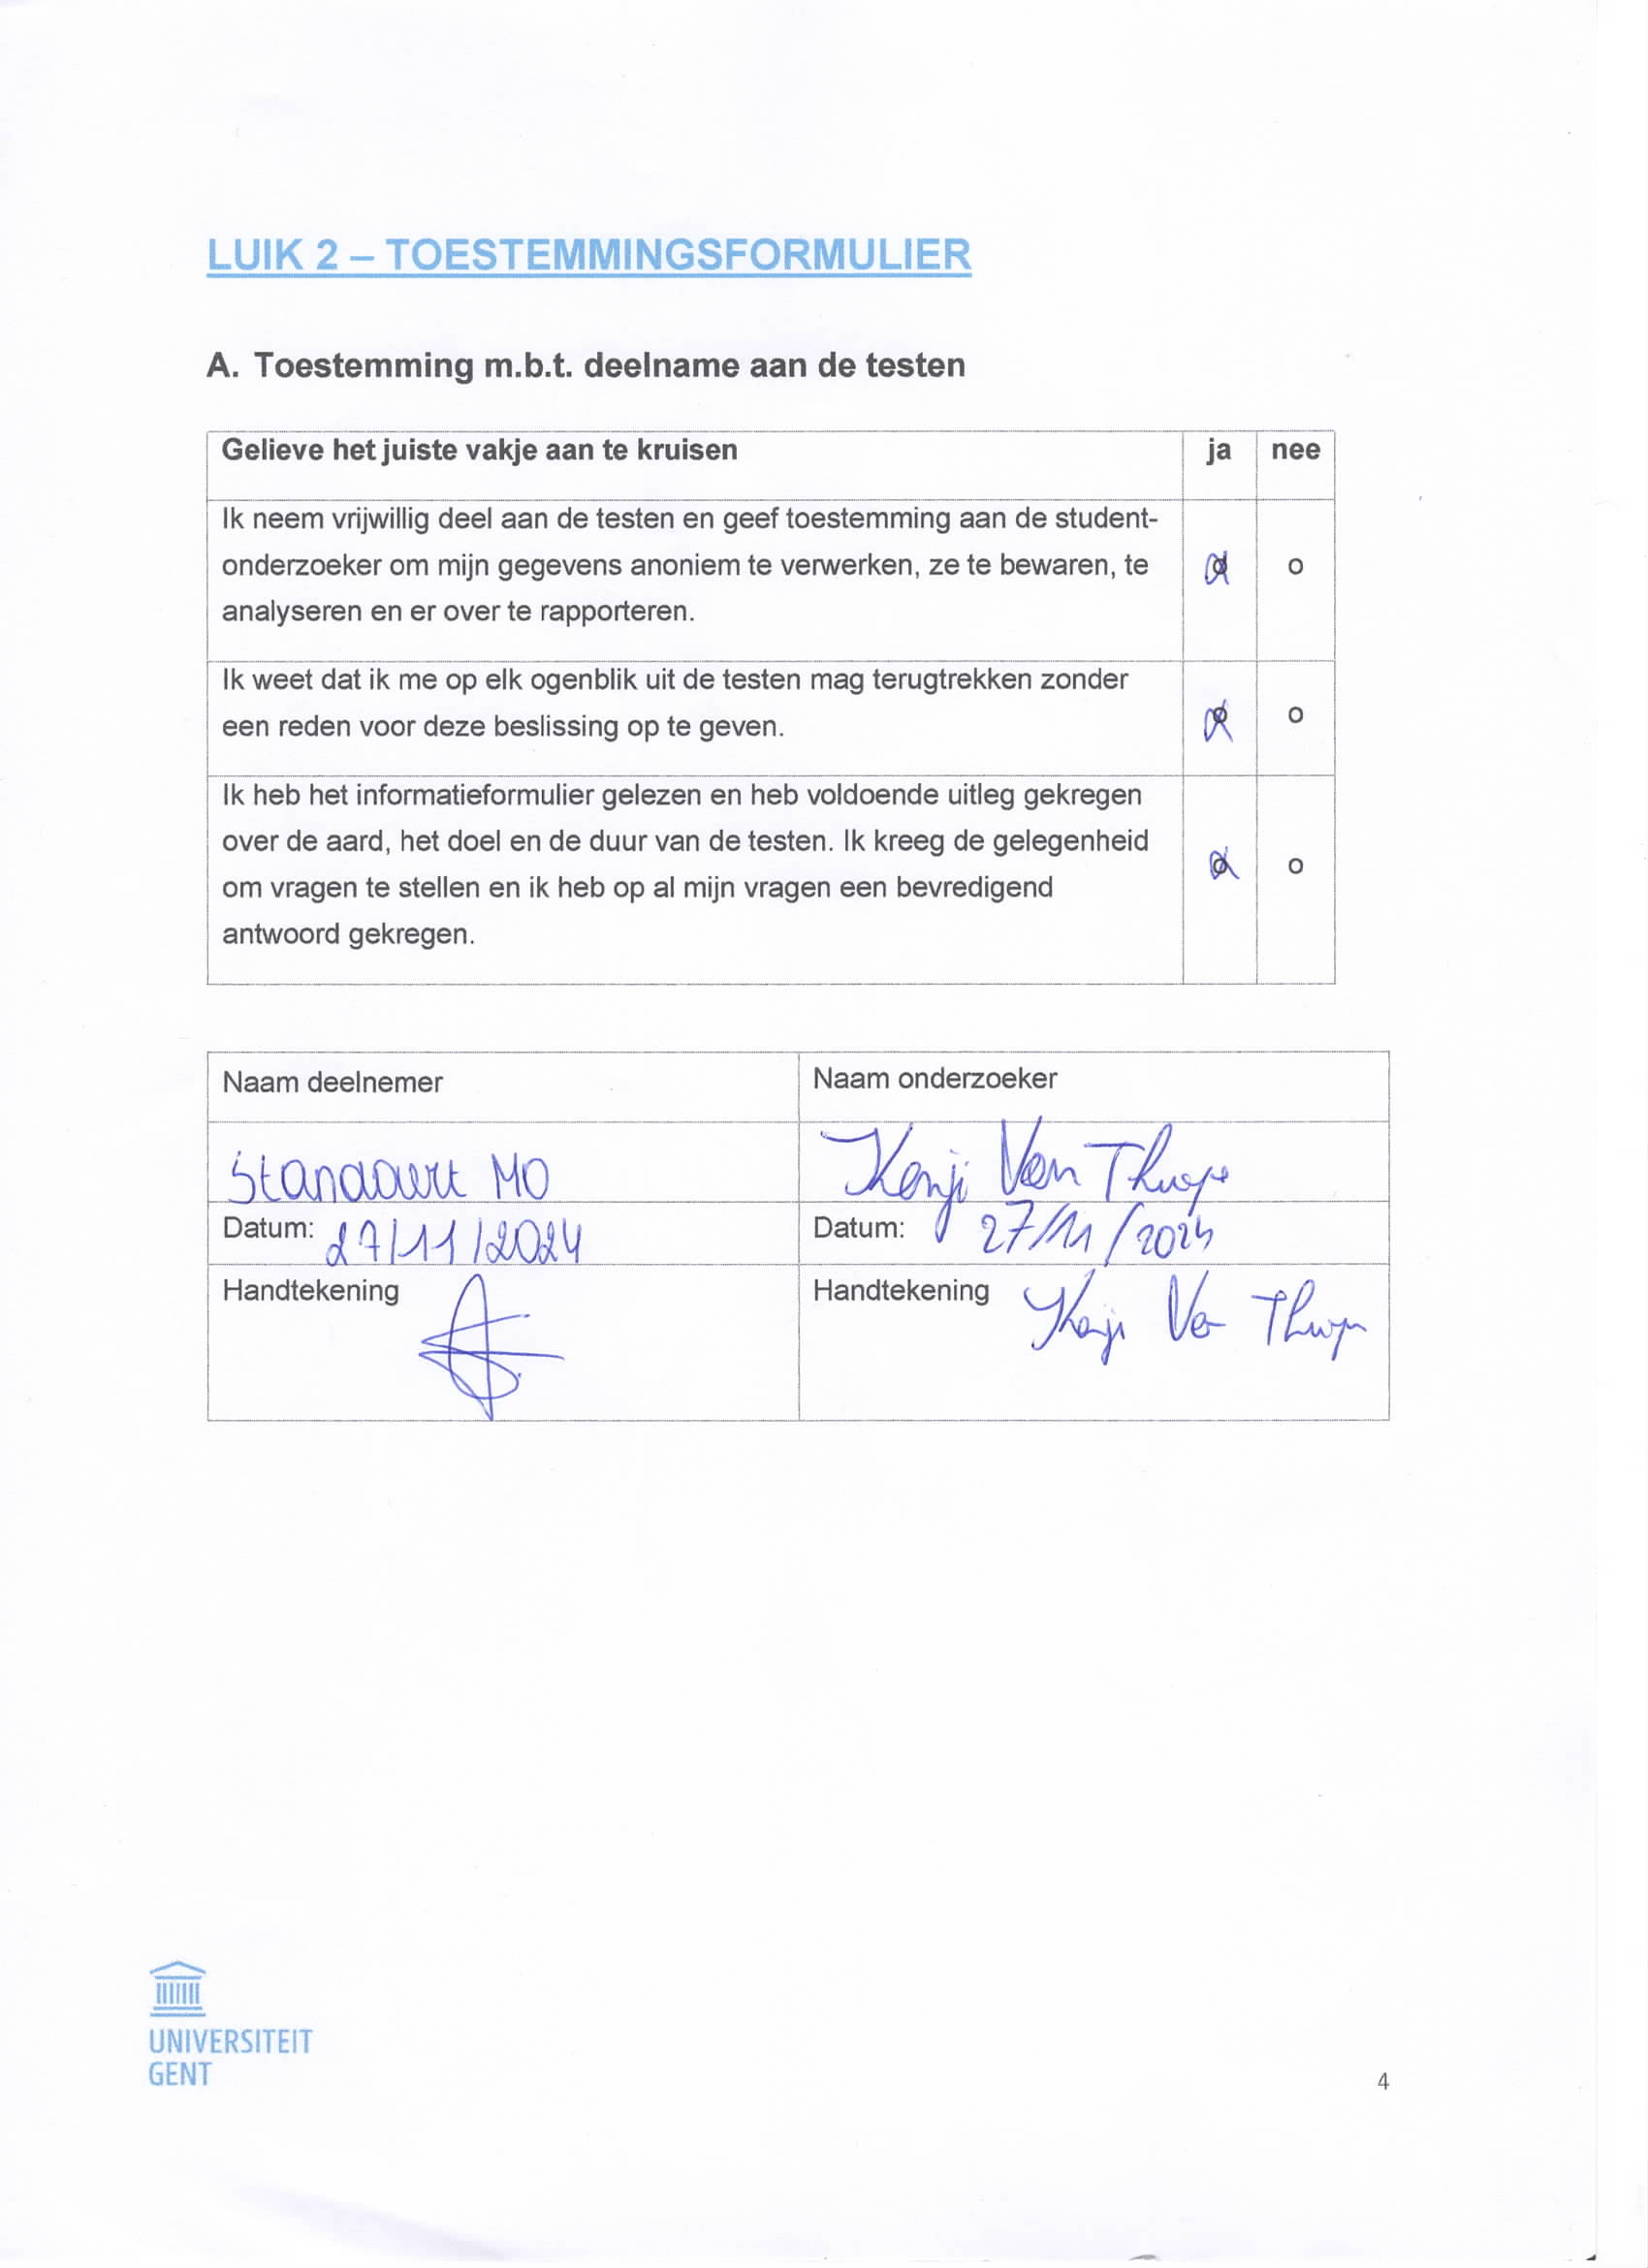 LUIK 2 – TOESTEMMINGSFORMULIER
A. Toestemming m.b.t. deelname aan de testen
Gelieve het juiste vakje aan te kruisen ja nee
Ik neem vrijwillig deel aan de testen en geef toestemming aan de student-
onderzoeker om mijn gegevens anoniem te verwerken, ze te bewaren, te o
analyseren en er over te rapporteren.
Ik weet dat ik me op elk ogenblik uit de testen mag terugtrekken zonder
een reden voor deze beslissing op te geven. o
Ik heb het informatieformulier gelezen en heb voldoende uitleg gekregen
over de aard, het doel en de duur van de testen. Ik kreeg de gelegenheid
om vragen te stellen en ik heb op al mijn vragen een bevredigend o
antwoord gekregen.
Naam deelnemer Naam onderzoeker
Standaert MO Kenji Van
Datum: 27/11/2024 Datum: 27/11/2024
Handtekening Handtekening
UNIVERSITEIT
GENT
4